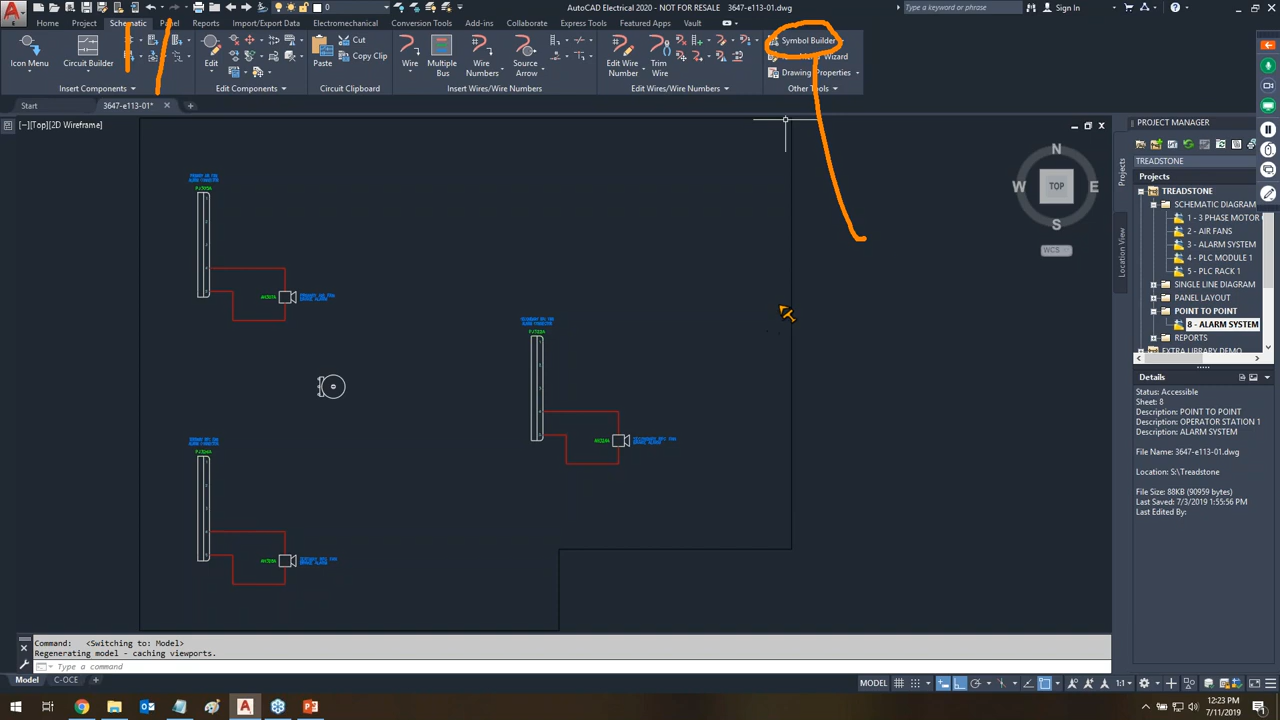 AutoCAD Electrical 2020 - NOT FOR RESALE 3647-e113-01.dwg
Type a keyword or phrase
Sign In
Home Project Schematic Reports Import/Export Data Electromechanical Conversion Tools Add-ins Collaborate Express Tools Featured Apps Vault
Icon Menu
Circuit Builder
Insert Components
Edit
Edit Components
Paste
Cut
Copy Clip
Circuit Clipboard
Wire
Multiple Bus
Wire Numbers
Source Arrow
Insert Wires/Wire Numbers
Edit Wire Number
Trim Wire
Edit Wires/Wire Numbers
Symbol Builder
Wizard
Drawing Properties
Other Tools
Start
3647-e113-01*
[−][Top][2D Wireframe]
N
W
TOP
E
S
WCS
PROJECT MANAGER
TREADSTONE
Projects
Location View
Projects
TREADSTONE
SCHEMATIC DIAGRAM
1 - 3 PHASE MOTOR
2 - AIR FANS
3 - ALARM SYSTEM
4 - PLC MODULE 1
5 - PLC RACK 1
SINGLE LINE DIAGRAM
PANEL LAYOUT
POINT TO POINT
8 - ALARM SYSTEM
REPORTS
EXTRA LIBRARY DEMO
Details
Status: Accessible
Sheet: 8
Description: POINT TO POINT
Description: OPERATOR STATION 1
Description: ALARM SYSTEM
File Name: 3647-e113-01.dwg
Location: S:\Treadstone
File Size: 88KB (90959 bytes)
Last Saved: 7/3/2019 1:55:56 PM
Last Edited By:
Command: <Switching to: Model>
Regenerating model - caching viewports.
Type a command
Model
C-OCE
MODEL
1:1
12:23 PM
7/11/2019